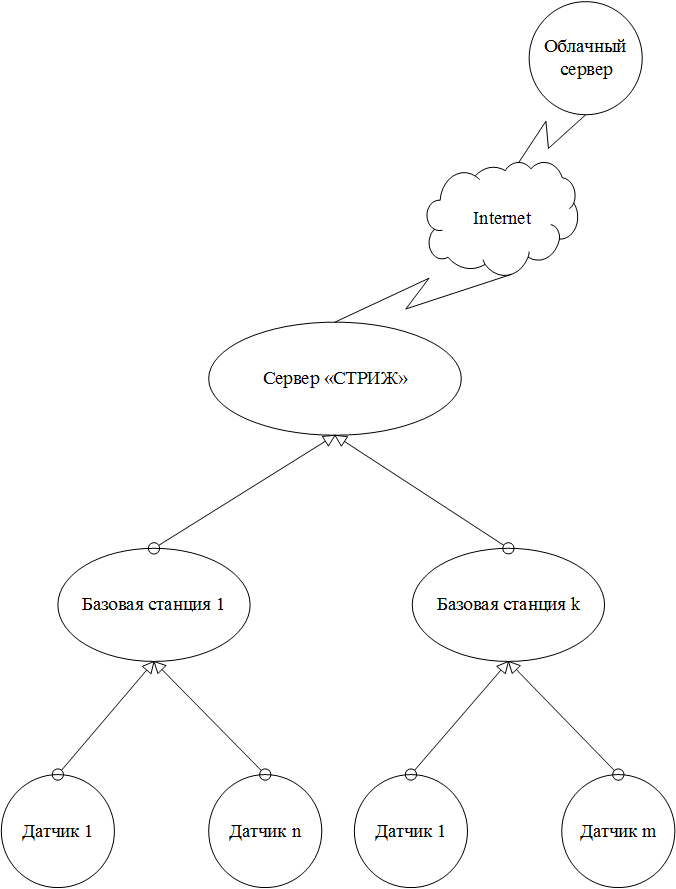 Облачный
сервер
Internet
Сервер «СТРИЖ»
Базовая станция 1
Базовая станция k
Датчик 1
Датчик n
Датчик 1
Датчик m